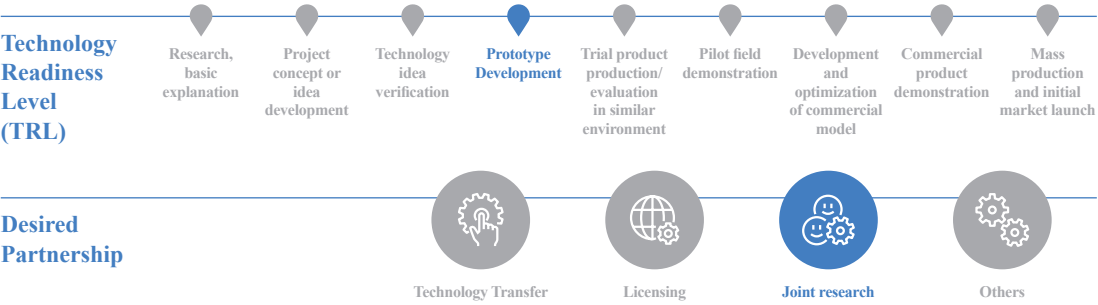 Technology
Readiness
Level
(TRL)
Research,
basic
explanation
Project
concept or
idea
development
Technology
idea
verification
Prototype
Development
Trial product
production/
evaluation
in similar
environment
Pilot field
demonstration
Development
and
optimization
of commercial
model
Commercial
product
demonstration
Mass
production
and initial
market launch
Desired
Partnership
Technology Transfer
Licensing
Joint research
Others